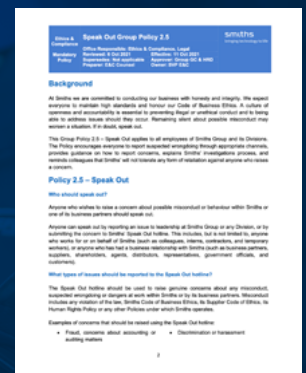 Ethics &
Compliance
Mandatory
Policy
Speak Out Group Policy 2.5
Office Responsible: Ethics & Compliance, Legal
Reviewed: 6 Oct 2021 Effective: 11 Oct 2021
Supersedes: Not applicable Approver: Group GC & HRD
Preparer: E&C Counsel Owner: SVP E&C
smiths
bringing technology to life
Background
At Smiths we are committed to conducting our business with honesty and integrity. We expect
everyone to maintain high standards and honour our Code of Business Ethics. A culture of
openness and accountability is essential to preventing illegal or unethical conduct and to being
able to address issues should they occur. Remaining silent about possible misconduct may
worsen a situation. If in doubt, speak out.
This Group Policy 2.5 – Speak Out applies to all employees of Smiths Group and its Divisions.
The Policy encourages everyone to report suspected wrongdoing through appropriate channels,
provides guidance on how to report concerns, explains Smiths' investigations process, and
reminds colleagues that Smiths' will not tolerate any form of retaliation against anyone who raises
a concern.
Policy 2.5 – Speak Out
Who should speak out?
Anyone who wishes to raise a concern about possible misconduct or behaviour within Smiths or
one of its business partners should speak out.
Anyone can speak out by reporting an issue to leadership at Smiths Group or any Division, or by
submitting the concern to Smiths' Speak Out hotline. This includes, but is not limited to, anyone
who works for or on behalf of Smiths (such as colleagues, interns, contractors, and temporary
workers), or anyone who has had a business relationship with Smiths (such as business partners,
suppliers, shareholders, agents, distributors, representatives, government officials, and
customers).
What types of issues should be reported to the Speak Out hotline?
The Speak Out hotline should be used to raise genuine concerns about any misconduct,
suspected wrongdoing or dangers at work within Smiths or by its business partners. Misconduct
includes any violation of the law, Smiths Code of Business Ethics, its Supplier Code of Ethics, its
Human Rights Policy or any other Policies under which Smiths operates.
Examples of concerns that should be raised using the Speak Out hotline:
• Fraud, concerns about accounting or
auditing matters
• Discrimination or harassment